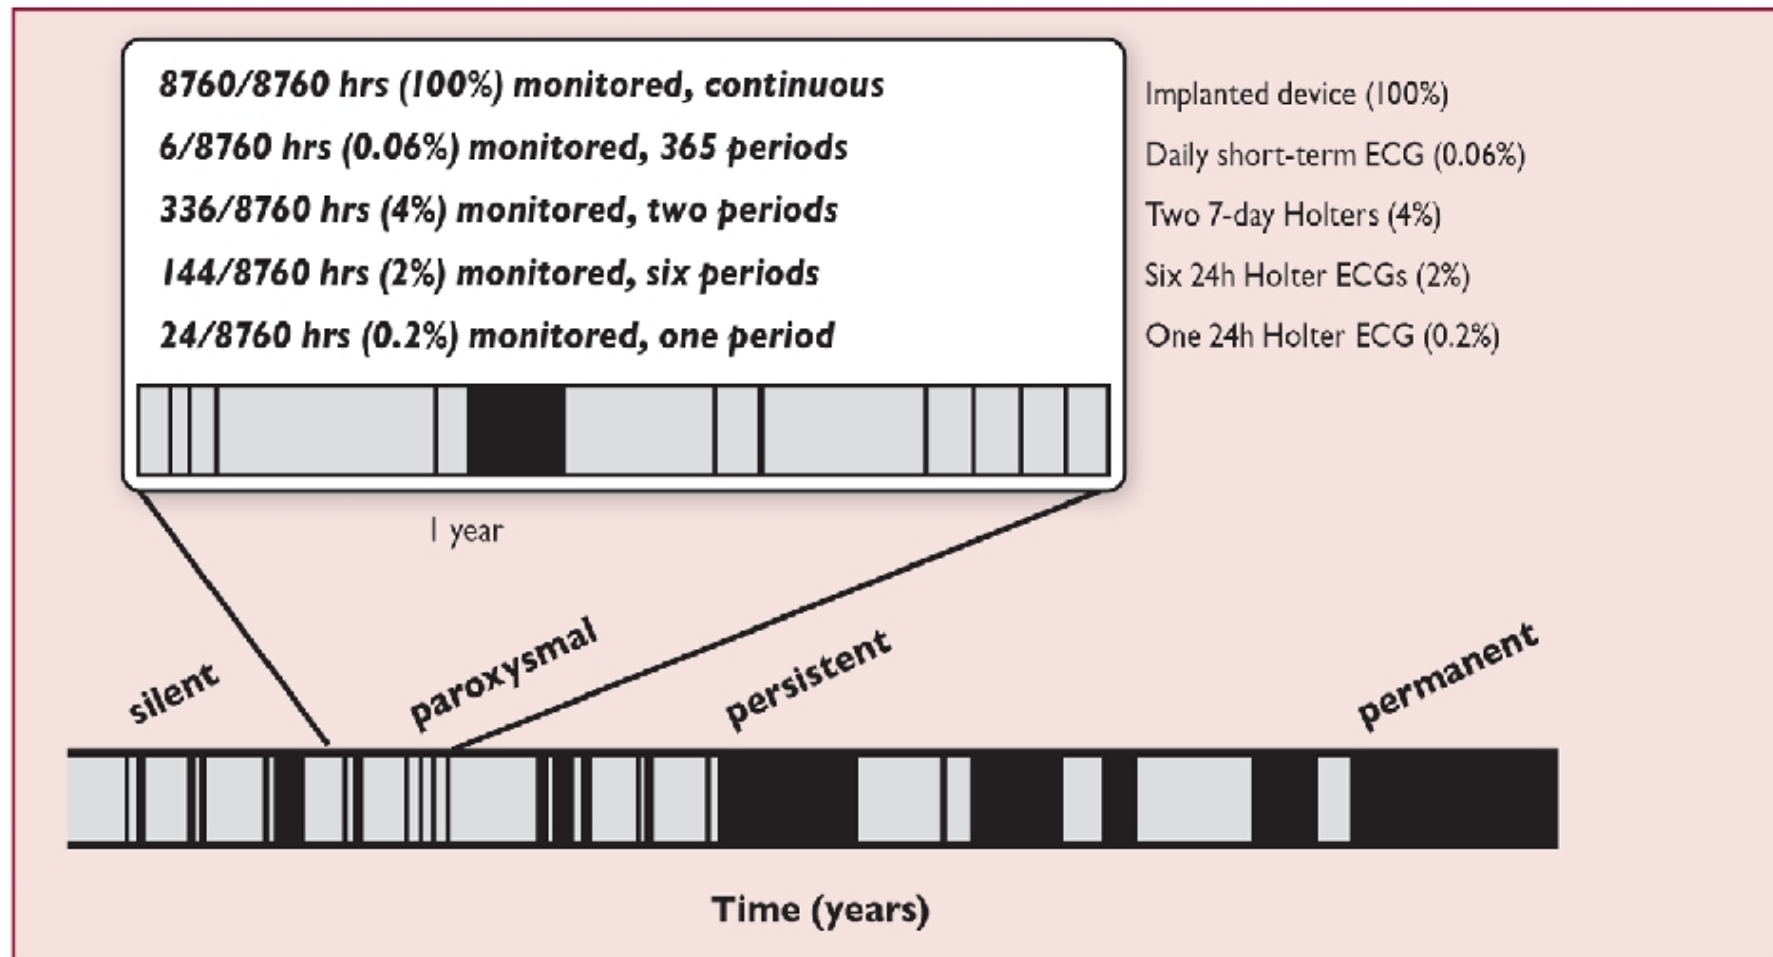 8760/8760 hrs (100%) monitored, continuous
6/8760 hrs (0.06%) monitored, 365 periods
336/8760 hrs (4%) monitored, two periods
144/8760 hrs (2%) monitored, six periods
24/8760 hrs (0.2%) monitored, one period
Implanted device (100%)
Daily short-term ECG (0.06%)
Two 7-day Holters (4%)
Six 24h Holter ECGs (2%)
One 24h Holter ECG (0.2%)
1 year
silent
paroxysmal
persistent
permanent
Time (years)